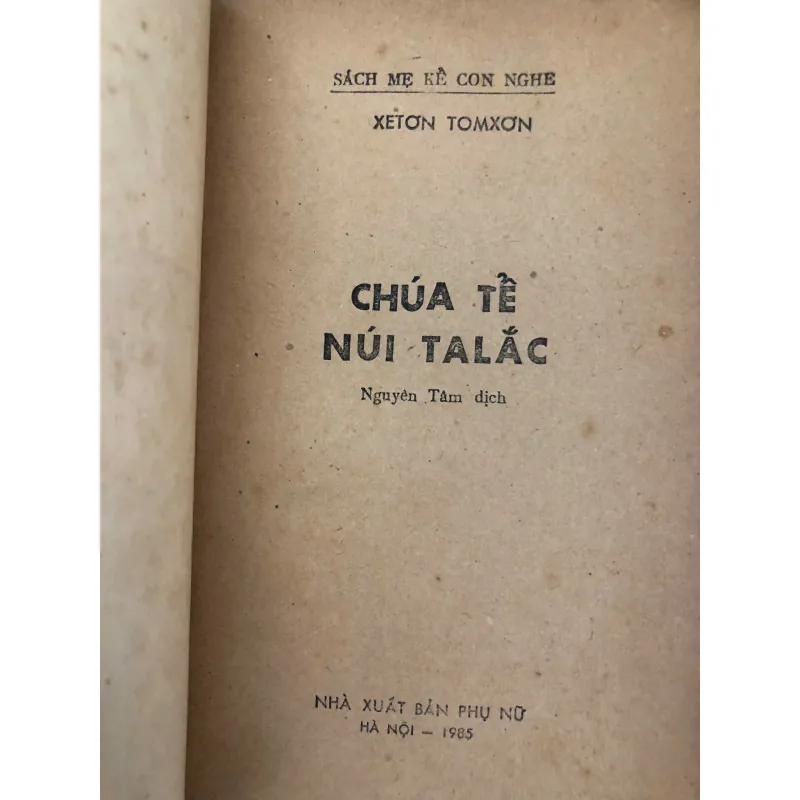 SÁCH MẸ KỂ CON NGHE
XETƠN TOMXƠN
CHÚA TỂ
NÚI TALẮC
Nguyên Tâm dịch
NHÀ XUẤT BẢN PHỤ NỮ
HÀ NỘI — 1985